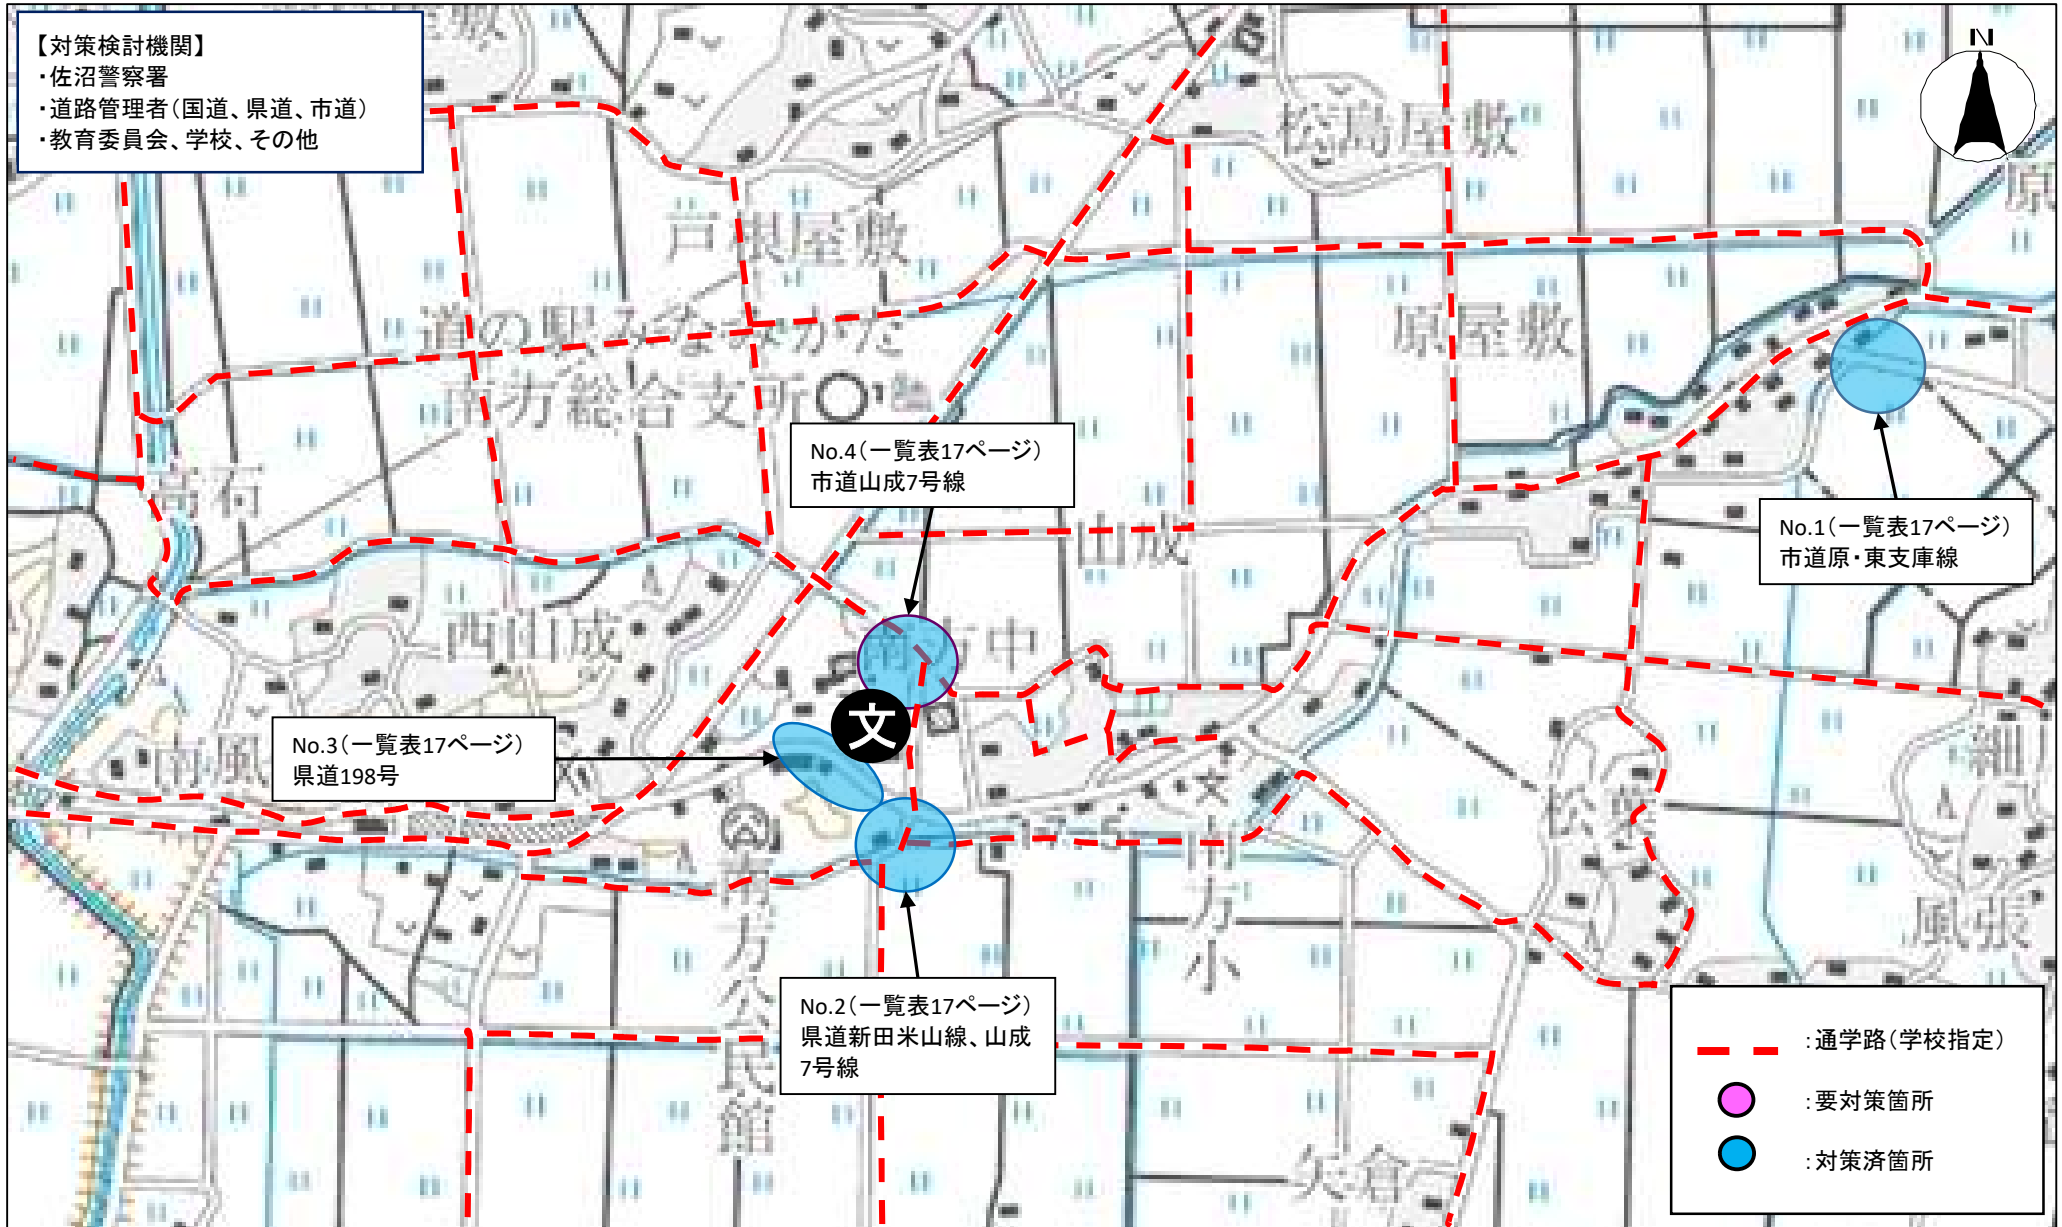 【対策検討機関】
・佐沼警察署
・道路管理者(国道、県道、市道)
・教育委員会、学校、その他
N
松島屋敷
原
戸根屋敷
道の駅みなみかた
南方総合支所
原屋敷
No.4(一覧表17ページ)
市道山成7号線
高石
山成
No.1(一覧表17ページ)
市道原・東支庫線
西山成
南方中
文
No.3(一覧表17ページ)
県道198号
南風
細
松葉
南方公民館
南方小
風張
No.2(一覧表17ページ)
県道新田米山線、山成
7号線
矢倉
:通学路(学校指定)
:要対策箇所
:対策済箇所